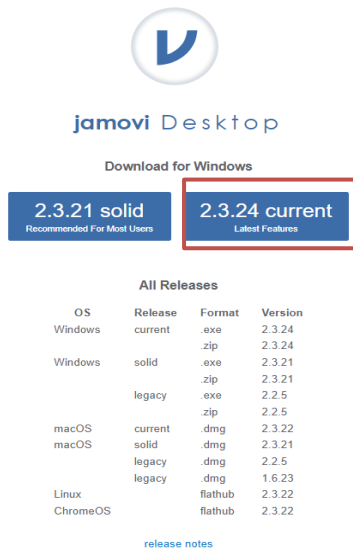 jamovi Desktop
Download for Windows
2.3.21 solid
Recommended For Most Users
2.3.24 current
Latest Features
All Releases
OS Release Format Version
Windows current .exe 2.3.24
.zip 2.3.24
Windows solid .exe 2.3.21
.zip 2.3.21
legacy .exe 2.2.5
.zip 2.2.5
macOS current .dmg 2.3.22
macOS solid .dmg 2.3.21
legacy .dmg 2.2.5
legacy .dmg 1.6.23
Linux flathub 2.3.22
ChromeOS flathub 2.3.22
release notes